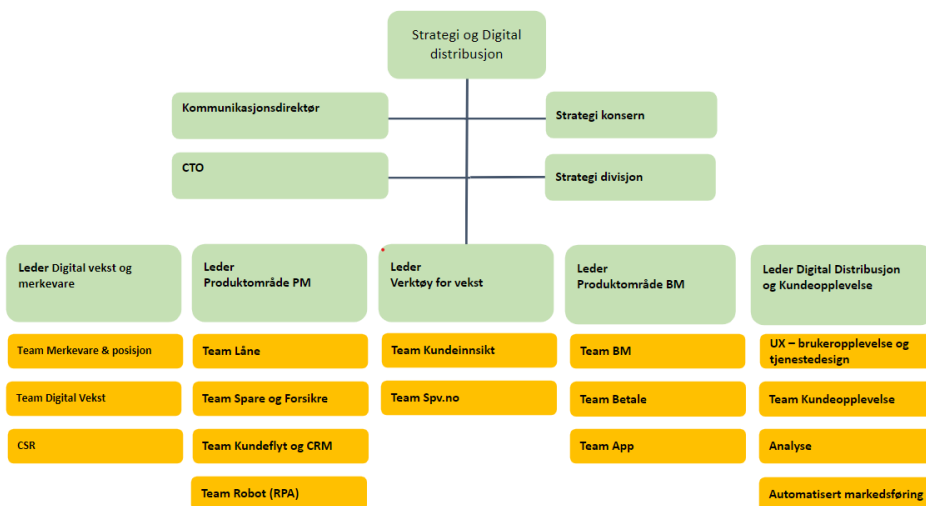 Strategi og Digital
distribusjon
Kommunikasjonsdirektør
Strategi konsern
CTO
Strategi divisjon
Leder Digital vekst og
merkevare
Leder
Produktområde PM
Leder
Verktøy for vekst
Leder
Produktområde BM
Leder Digital Distribusjon
og Kundeopplevelse
Team Merkevare & posisjon
Team Låne
Team Kundeinnsikt
Team BM
UX – brukeropplevelse og
tjenestedesign
Team Digital Vekst
Team Spare og Forsikre
Team Spv.no
Team Betale
Team Kundeopplevelse
CSR
Team Kundeflyt og CRM
Team App
Analyse
Team Robot (RPA)
Automatisert markedsføring